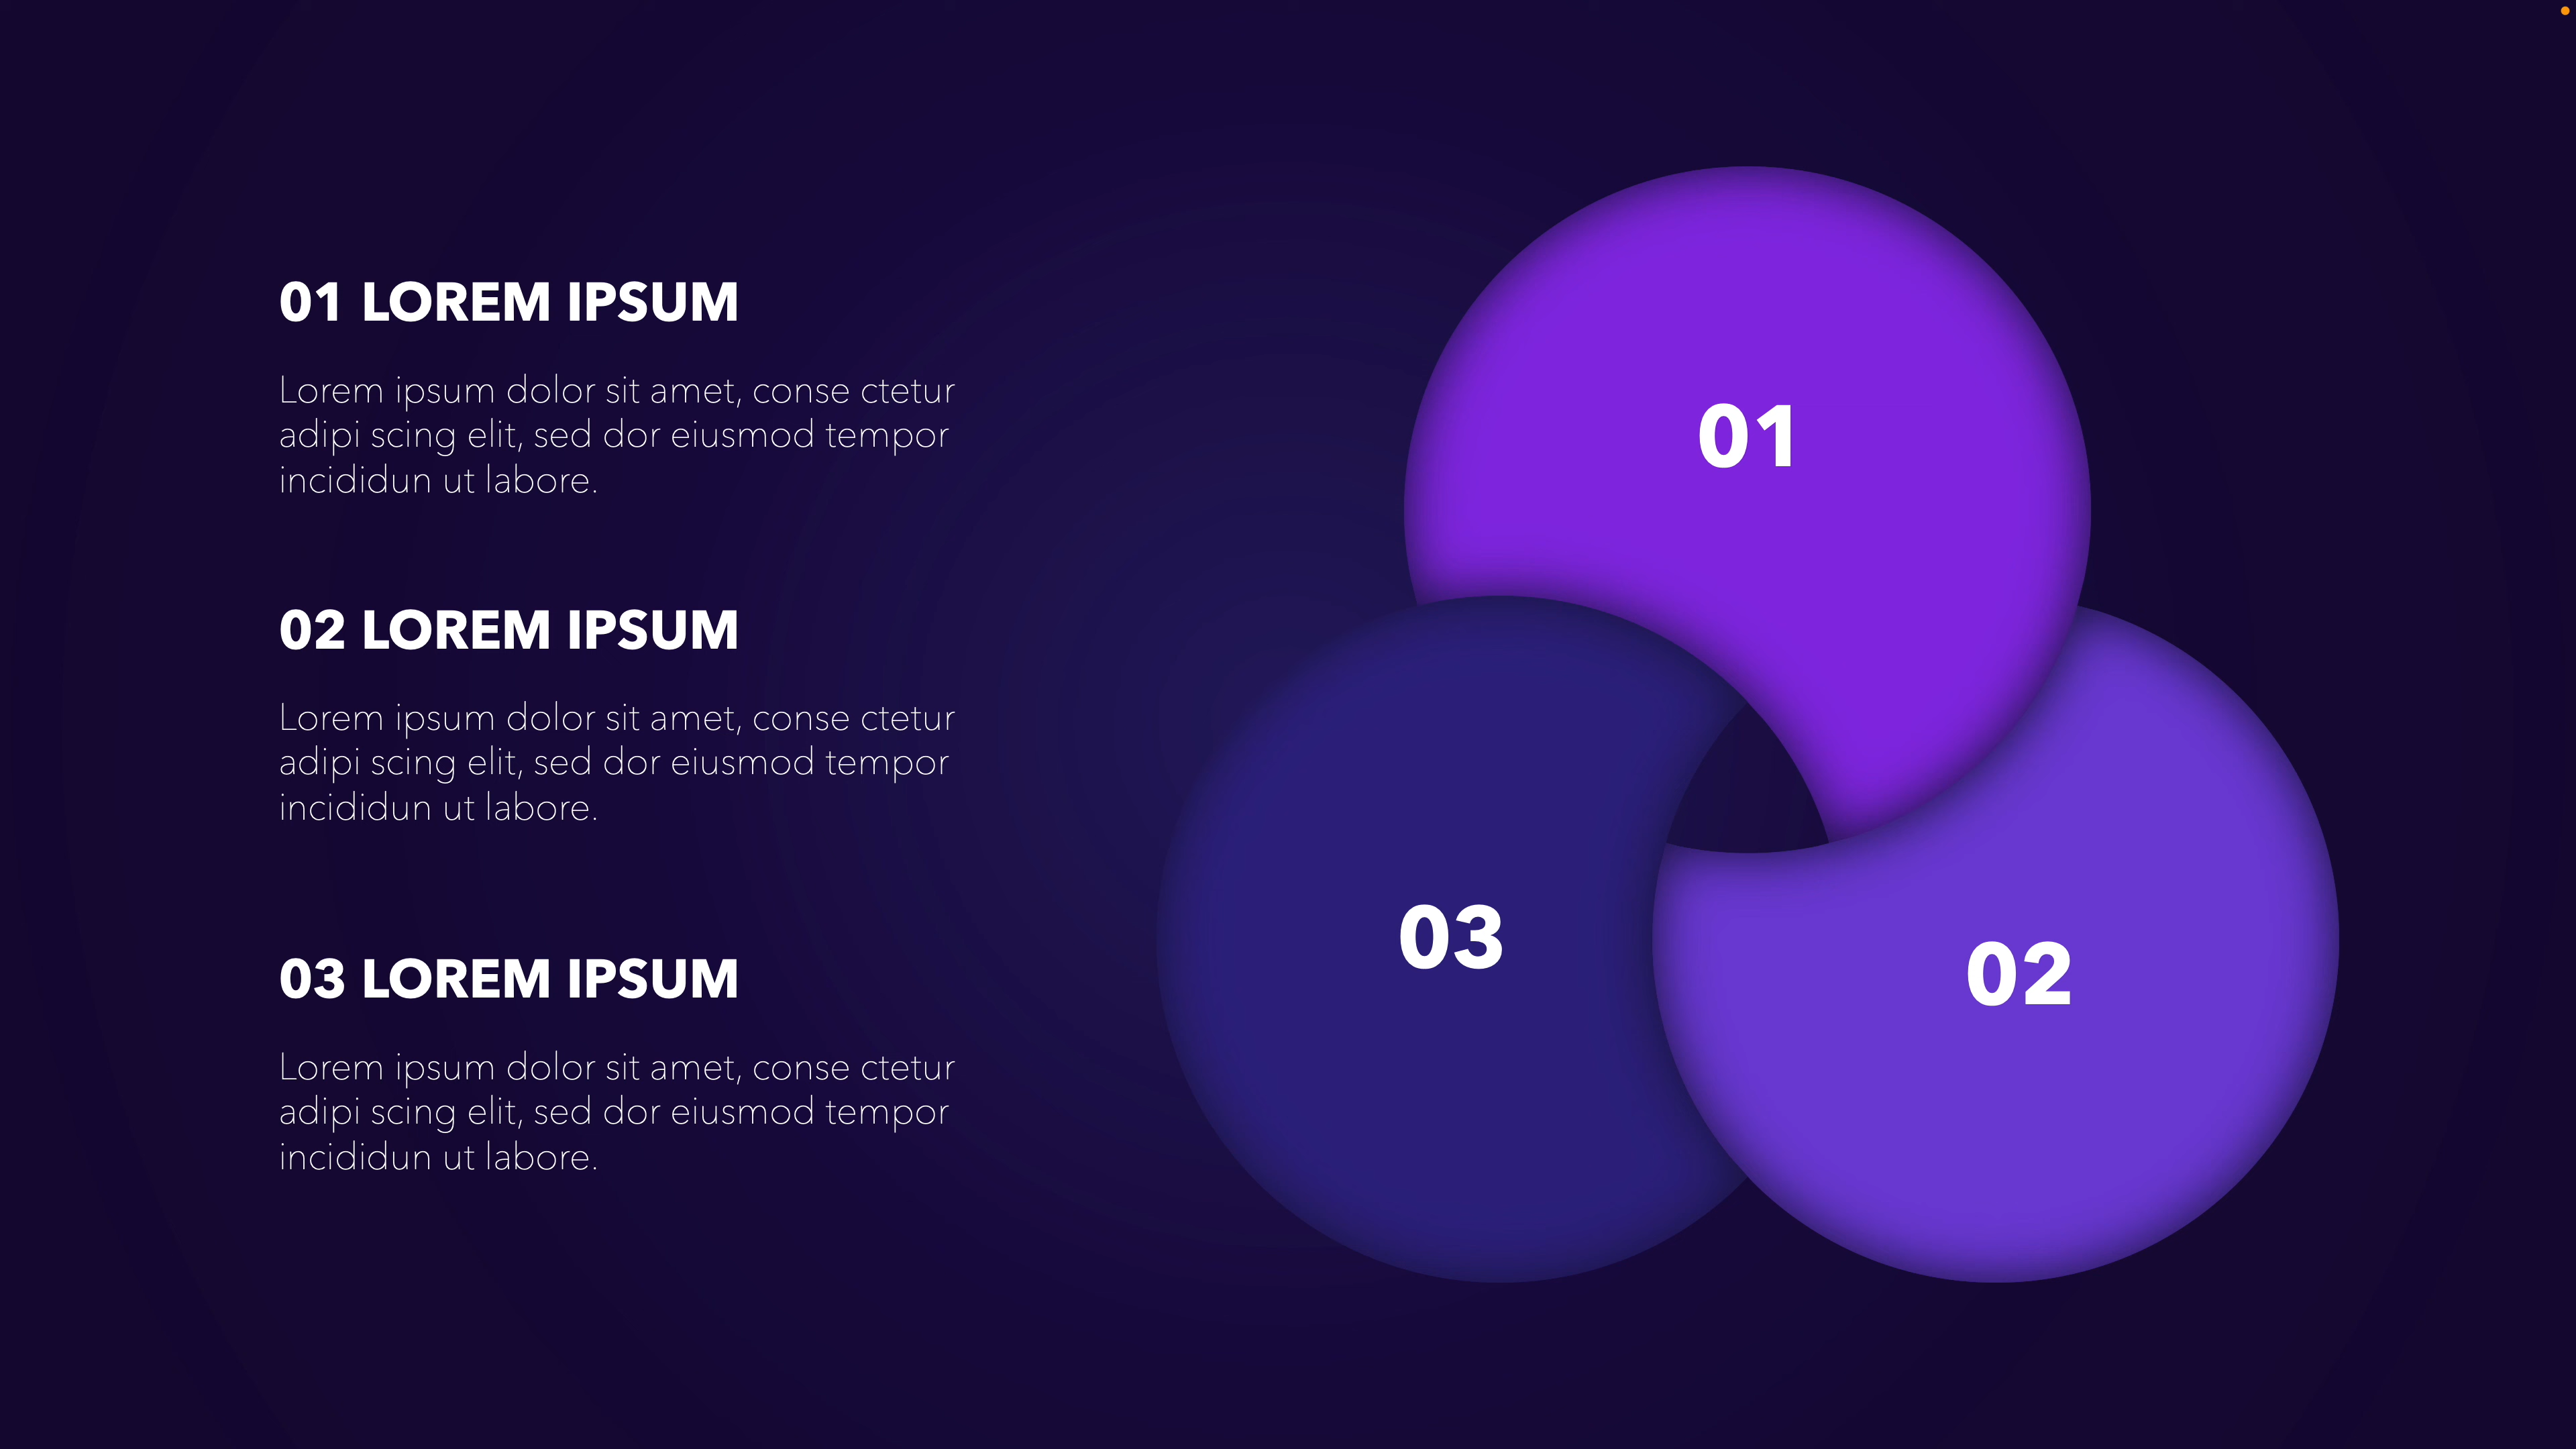 01 LOREM IPSUM
Lorem ipsum dolor sit amet, conse ctetur
adipi scing elit, sed dor eiusmod tempor
incididun ut labore.
02 LOREM IPSUM
Lorem ipsum dolor sit amet, conse ctetur
adipi scing elit, sed dor eiusmod tempor
incididun ut labore.
03 LOREM IPSUM
Lorem ipsum dolor sit amet, conse ctetur
adipi scing elit, sed dor eiusmod tempor
incididun ut labore.
01
03
02